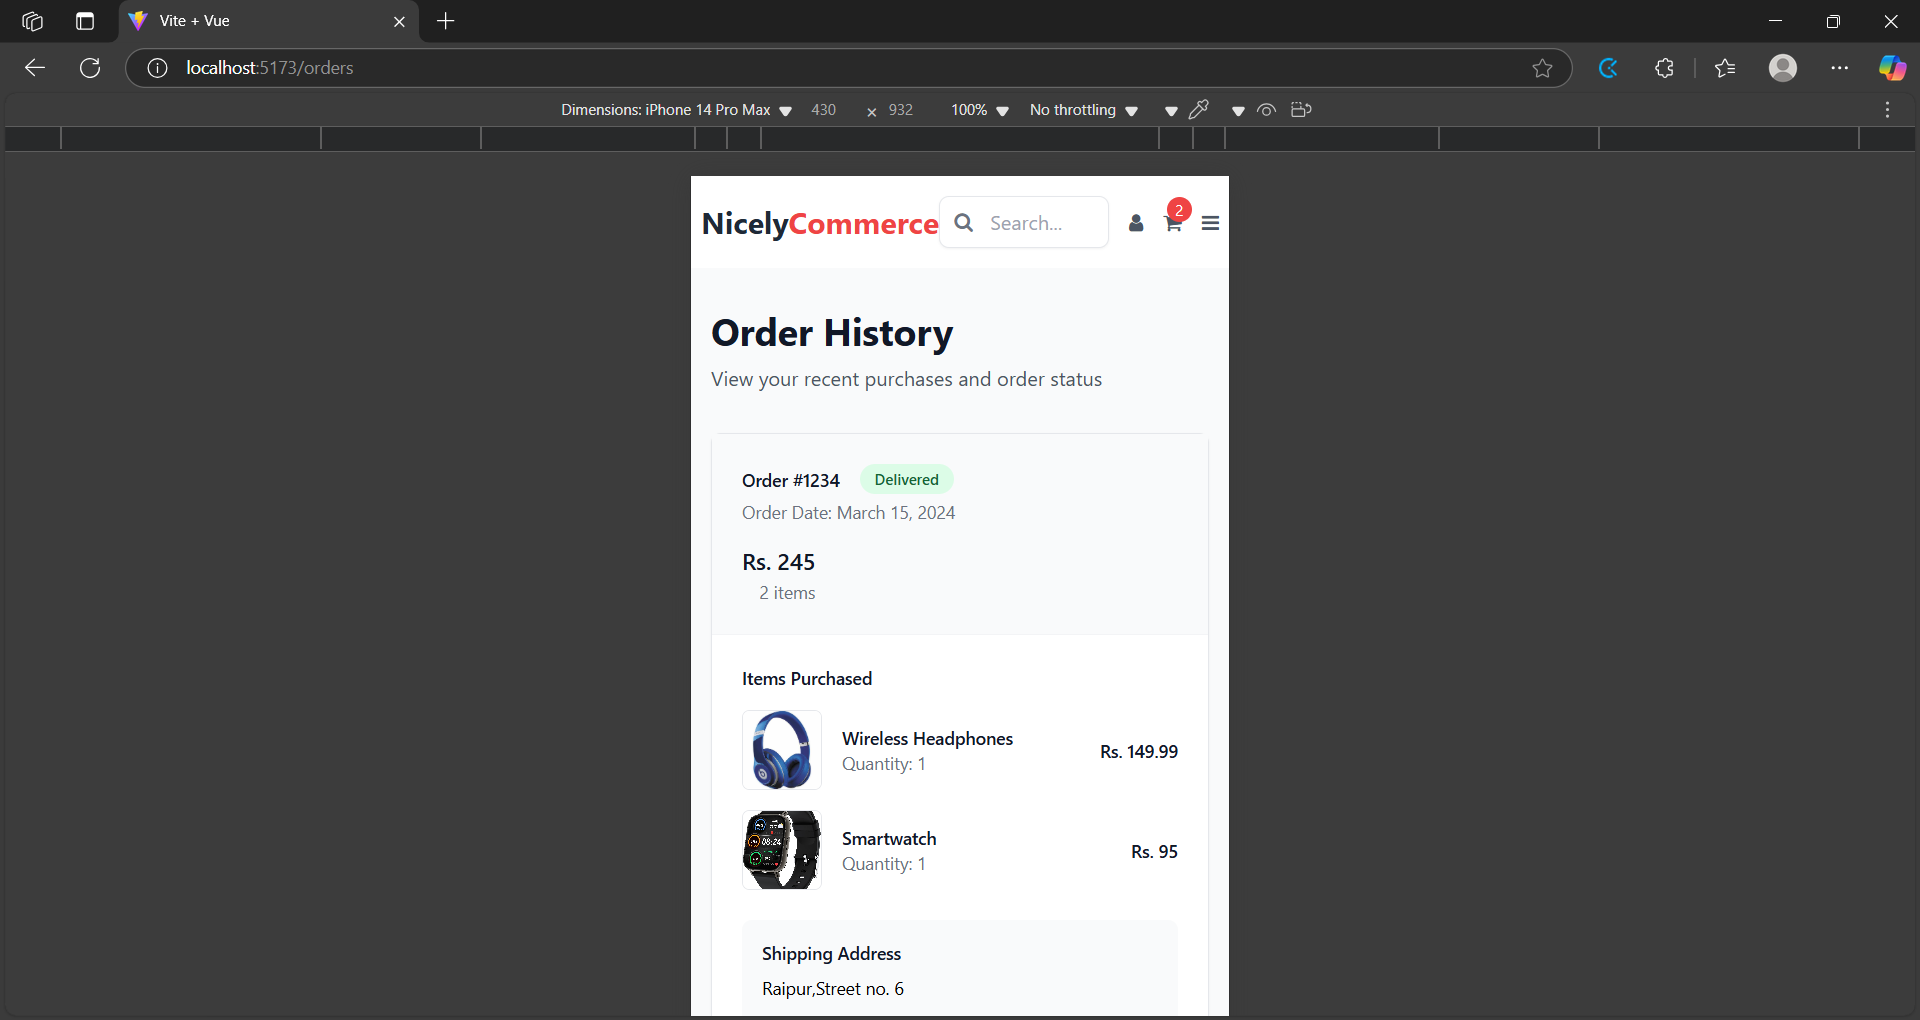 Vite + Vue
localhost:5173/orders
Dimensions: iPhone 14 Pro Max 430 × 932 100% No throttling
NicelyCommerce Search... 2
Order History
View your recent purchases and order status
Order #1234 Delivered
Order Date: March 15, 2024
Rs. 245
2 items
Items Purchased
Wireless Headphones
Quantity: 1
Rs. 149.99
08:24
Smartwatch
Quantity: 1
Rs. 95
Shipping Address
Raipur,Street no. 6